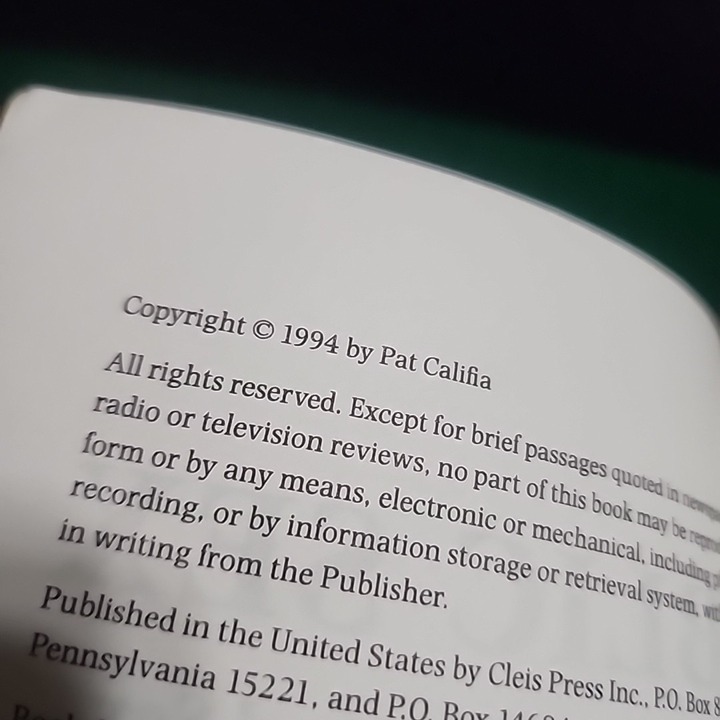 Copyright © 1994 by Pat Califia
All rights reserved. Except for brief passages quoted in
radio or television reviews, no part of this book may be
form or by any means, electronic or mechanical, including
recording, or by information storage or retrieval system,
in writing from the Publisher.
Published in the United States by Cleis Press Inc., P.O. Box
Pennsylvania 15221, and P.O. Box